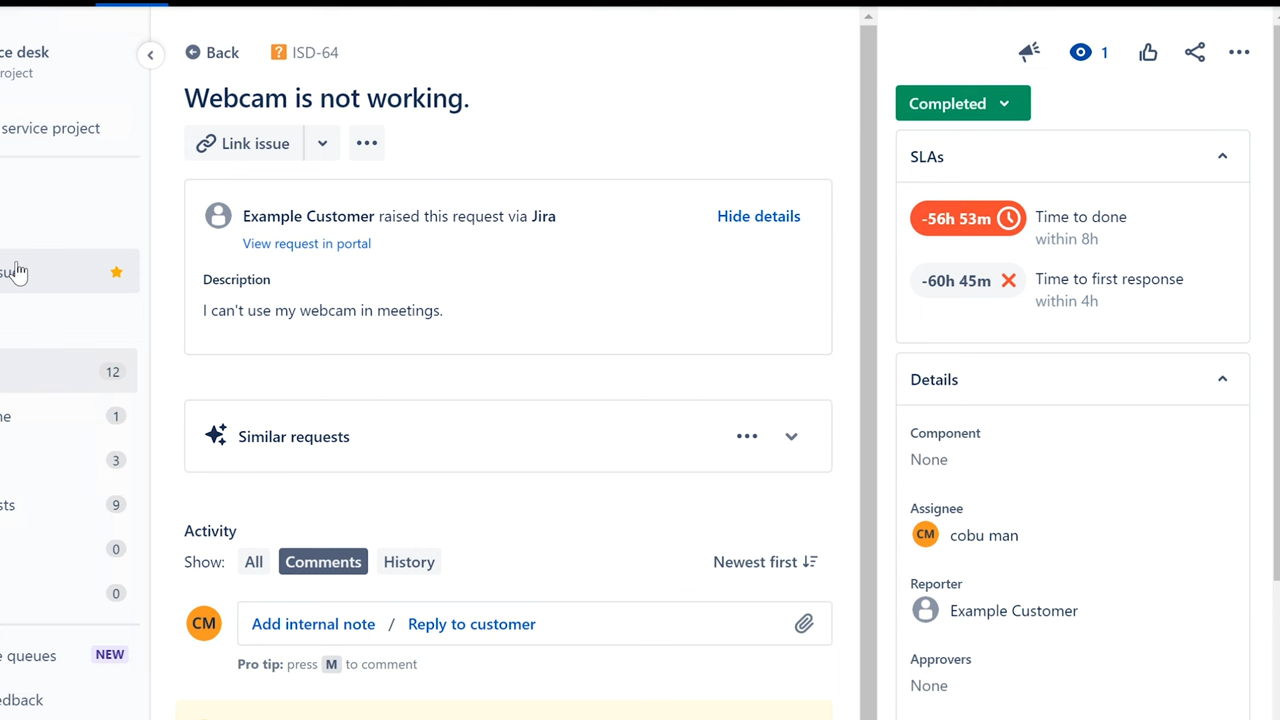 ce desk
roject
service project
12
ne
1
3
sts
9
0
0
e queues
NEW
edback
Back
ISD-64
Webcam is not working.
Link issue
Example Customer raised this request via Jira
Hide details
View request in portal
Description
I can't use my webcam in meetings.
Similar requests
Activity
Show:
All
Comments
History
Newest first
CM
Add internal note / Reply to customer
Pro tip: press M to comment
1
Completed
SLAs
-56h 53m
Time to done
within 8h
-60h 45m
Time to first response
within 4h
Details
Component
None
Assignee
CM
cobu man
Reporter
Example Customer
Approvers
None